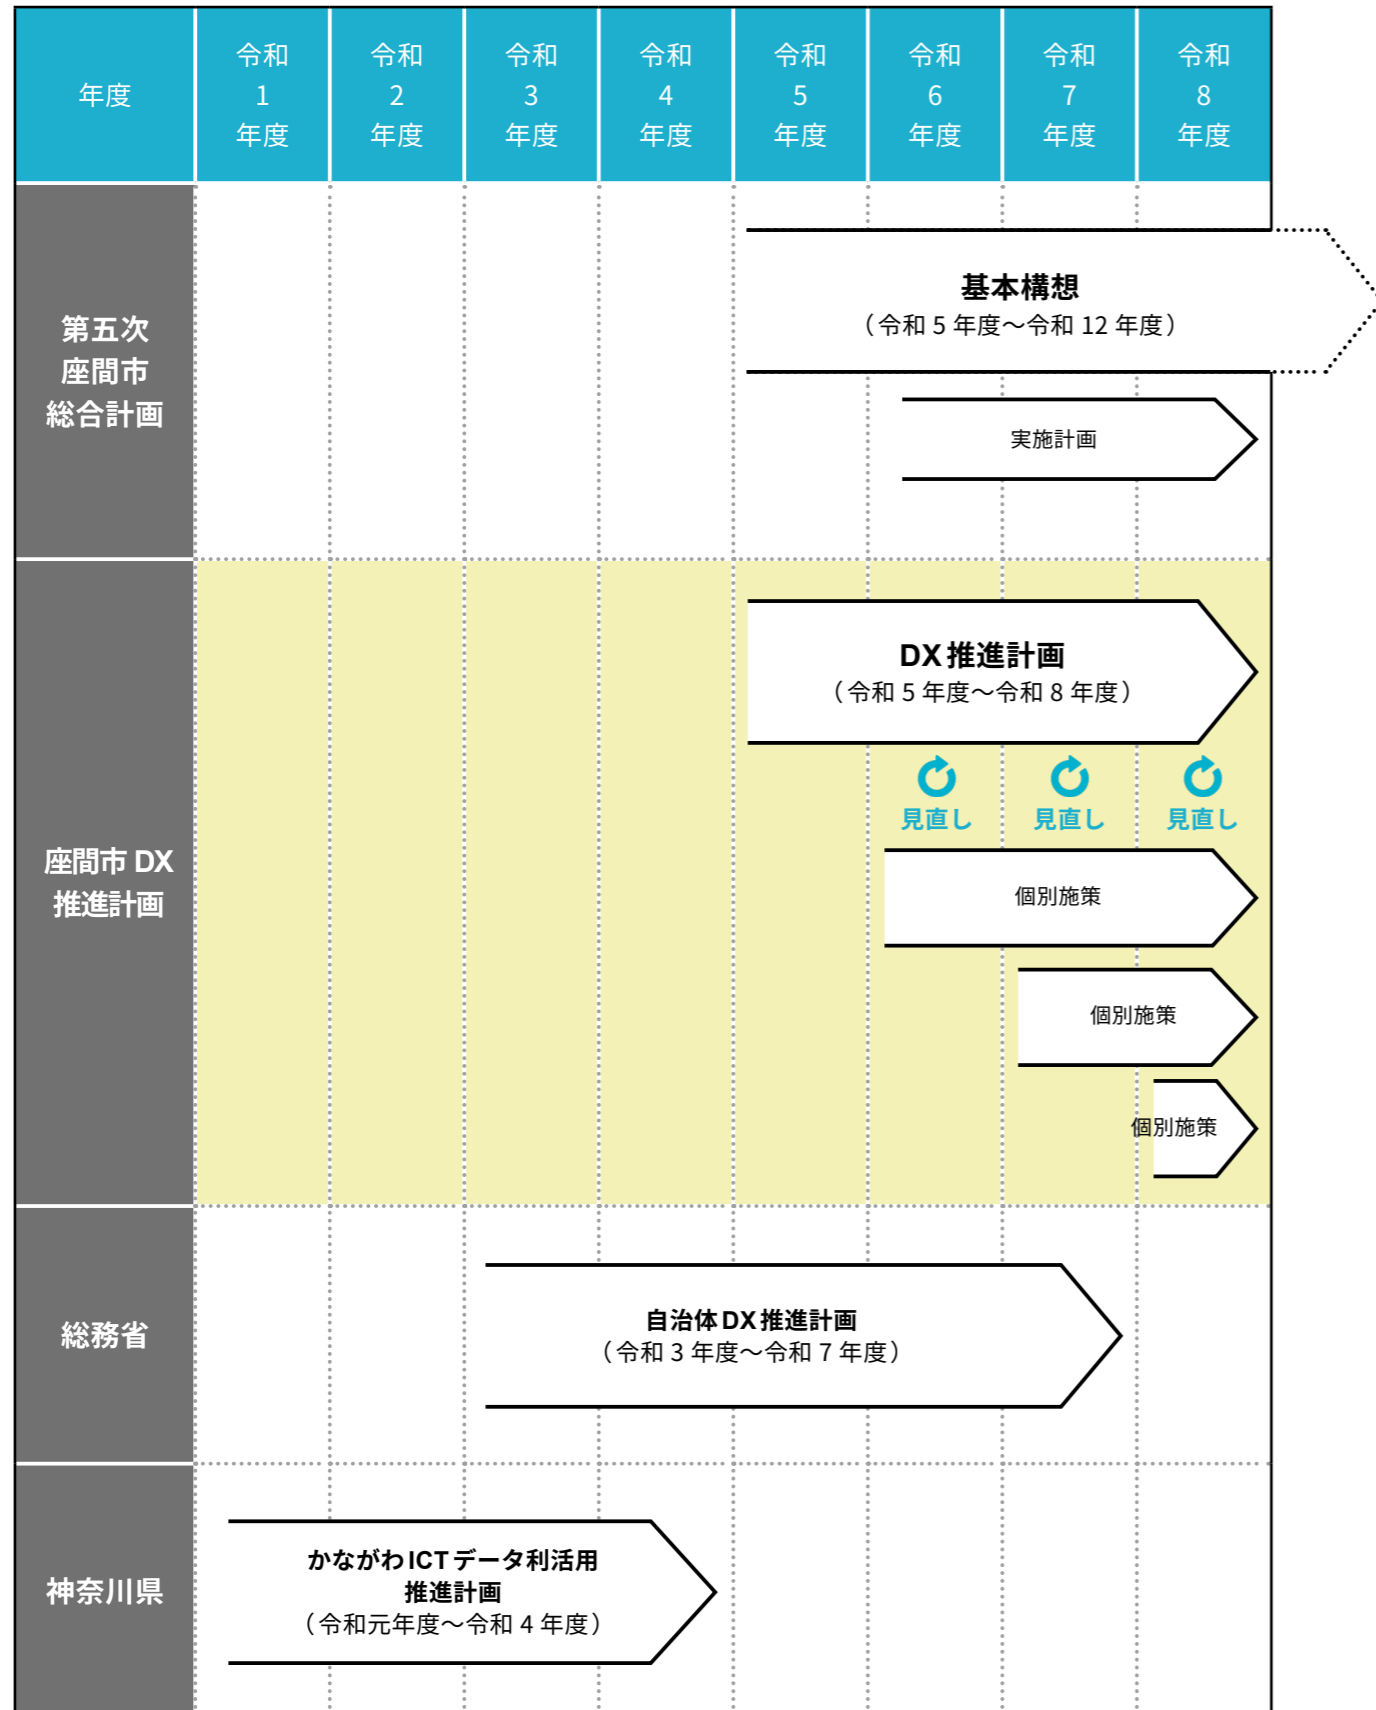 年度
令和
1
年度
令和
2
年度
令和
3
年度
令和
4
年度
令和
5
年度
令和
6
年度
令和
7
年度
令和
8
年度
第五次
座間市
総合計画
基本構想
（令和 5 年度～令和 12 年度）
実施計画
座間市 DX
推進計画
DX 推進計画
（令和 5 年度～令和 8 年度）
見直し
見直し
見直し
個別施策
個別施策
個別施策
総務省
自治体 DX 推進計画
（令和 3 年度～令和 7 年度）
神奈川県
かながわ ICT データ利活用
推進計画
（令和元年度～令和 4 年度）